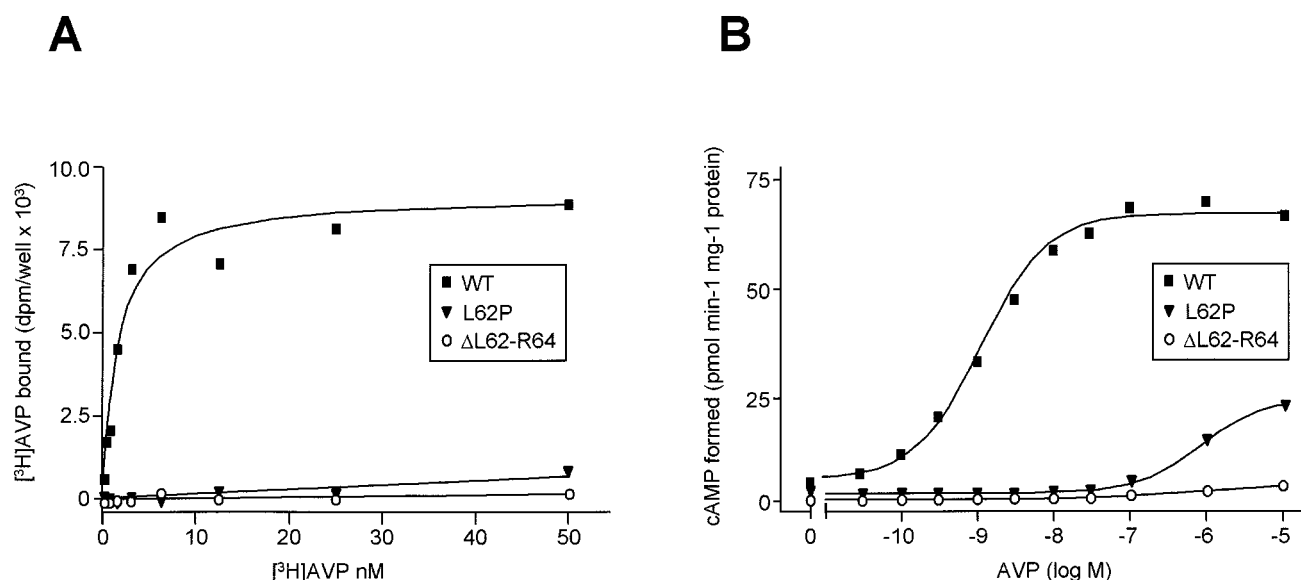 A
[³H]AVP bound (dpm/well x 10³)
10.0
7.5
5.0
2.5
0
0 10 20 30 40 50
[³H]AVP nM
WT
L62P
ΔL62-R64
B
cAMP formed (pmol min-1 mg-1 protein)
75
50
25
0
0 -10 -9 -8 -7 -6 -5
AVP (log M)
WT
L62P
ΔL62-R64